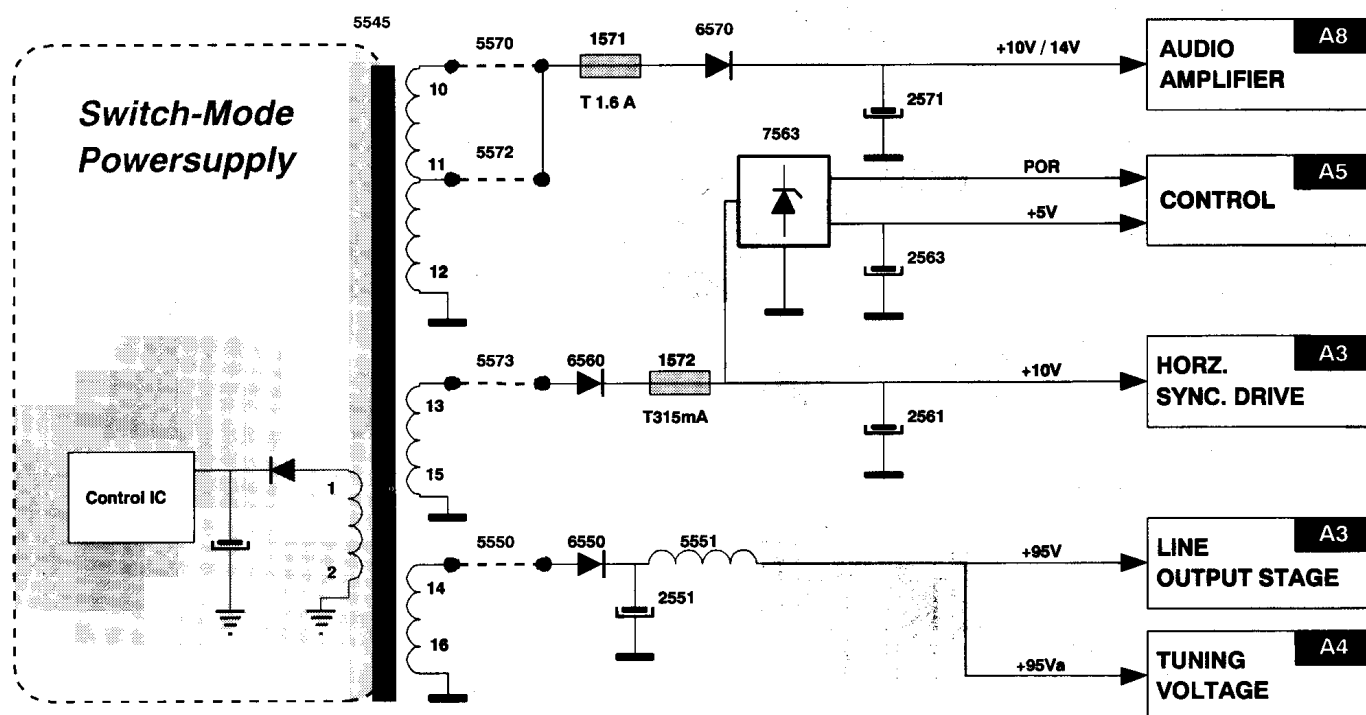 5545
5570
1571
6570
+10V / 14V
A8
AUDIO
AMPLIFIER
10
T 1.6 A
2571
Switch-Mode
Powersupply
11
5572
7563
POR
A5
CONTROL
+5V
12
2563
5573
6560
1572
+10V
A3
HORZ.
SYNC. DRIVE
13
T315mA
2561
15
Control IC
1
2
5550
6550
5551
+95V
A3
LINE
OUTPUT STAGE
14
2551
16
+95Va
A4
TUNING
VOLTAGE